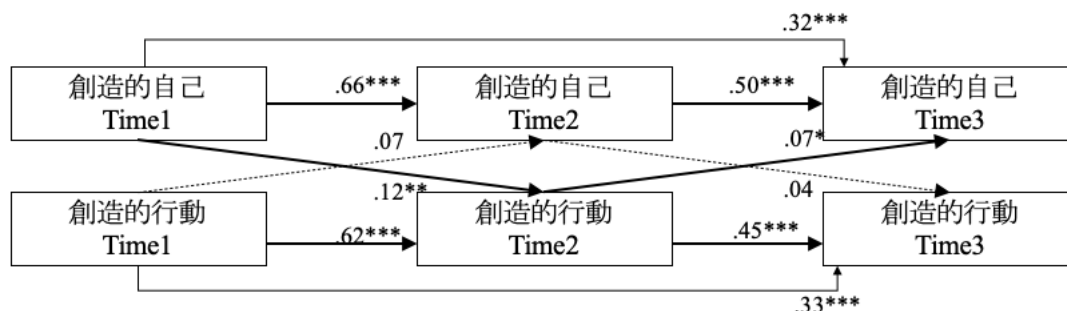 .32***
創造的自己
Time1
.66***
創造的自己
Time2
.50***
創造的自己
Time3
.07
.07*
.12**
.04
創造的行動
Time1
.62***
創造的行動
Time2
.45***
創造的行動
Time3
.33***